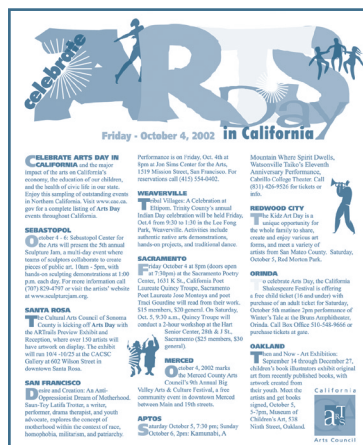 celebrate
ARTS
Day
Friday - October 4, 2002 in California
CELEBRATE ARTS DAY IN
CALIFORNIA and the major
impact of the arts on California's
economy, the education of our children,
and the health of civic life in our state.
Enjoy this sampling of outstanding events
in Northern Calif. Visit www.cac.ca.
gov for a complete listing of Arts Day
events throughout California.
SEBASTOPOL
October 4 - 6: Sebastopol Center for
the Arts will present the 5th annual
Sculpture Jam, a multi-day event where
teams of sculptors collaborate to create
pieces of public art, 10am - 5pm, with
hands-on sculpture demonstrations at 1:00
p.m. each day. For more information call
(707) 829-4797 or visit the artists' website
at www.sculpturejam.org.
SANTA ROSA
The Cultural Arts Council of Sonoma
County is kicking off Arts Day with
the ARTrails Preview Exhibit and
Reception, where over 150 artists will
have artwork on display. The exhibit
will run 10/4 -10/25 at the CACSC
Gallery at 602 Wilson Street in
downtown Santa Rosa.
SAN FRANCISCO
Desire and Creation: An Anti-
Oppressionist Dream of Motherhood.
Susy-Tey Latifa Tronier, a writer,
performer, drama therapist, and youth
advocate, explores the concept of
motherhood within the context of race,
homophobia, militarism, and patriarchy.
Performance is on Friday, Oct. 4th at
8pm at Jon Sims Center for the Arts,
1519 Mission Street, San Francisco. For
reservations call (415) 554-0402.
WEAVERVILLE
Tribal Villages: A Celebration at
Trinity County's annual
Indian Day celebration will be held Friday,
Oct.4 from 9:30 to 1:30 in the Lee Fong
Park, Weaverville. Activities include
authentic native arts demonstrations,
hands-on projects, and traditional dance.
SACRAMENTO
Friday October 4 at 8pm (doors open
at 7:30pm) at the Sacramento Poetry
Center, 1631 K St., California Poet
Laureate Quincy Troupe, Sacramento
Poet Laureate Jose Montoya and poet
Traci Gourdine will read from their work.
$15 members, $20 general. On Saturday,
Oct. 5, 9:30 a.m., Quincy Troupe will
conduct a 2-hour workshop at the Hart
Senior Center, 28th & J St.,
Sacramento ($25 members, $30
general).
MERCED
October 4, 2002 marks
the Merced County Arts
Council's 9th Annual Big
Valley Arts & Culture Festival, a free
community event in downtown Merced
between Main and 19th streets.
APTOS
Saturday October 5, 7:30 pm; Sunday
October 6, 2pm: A
Mountain Where Spirit Dwells,
Watsonville Taiko's Eleventh
Anniversary Performance,
Cabrillo College Theater. Call
(831) 426-9526 for tickets or
info.
REDWOOD CITY
The Kids Art Day is a
unique opportunity for
the whole family to share,
create and enjoy various art
forms, and meet a variety of
artists from San Mateo County. Saturday,
October 5, Red Morton Park.
ORINDA
To celebrate Arts Day, the California
Shakespeare Festival is offering
a free child ticket (16 and under) with
purchase of an adult ticket for Saturday,
October 5th matinee 2pm performance of
Winter's Tale at the Bruns Amphitheater,
Orinda. Call Box Office 510-548-9666 or
purchase tickets at gate.
OAKLAND
Then and Now - Art Exhibition:
September 14 through December 27,
children's book illustrators exhibit original
art from recently published books, with
artwork created from
their youth. Meet the
artists and get books
signed, October 5,
5-7pm, Museum of
Children's Art, 538
Ninth Street, Oakland.
California
Arts Council